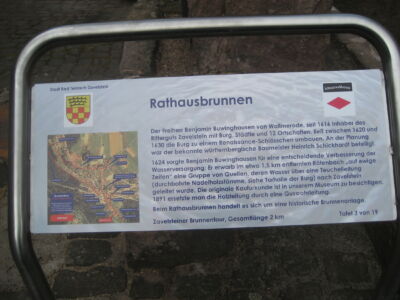 Stadt Bad Teinach-Zavelstein
Rathausbrunnen
Der Freiherr Benjamin Buwinghausen von Wallmerode, seit 1616 Inhaber des
Ritterguts Zavelstein mit Burg, Städtle und 13 Ortschaften, ließ zwischen 1620 und
1630 die Burg zu einem Renaissance-Schlösschen umbauen. An der Planung
war der bekannte württembergische Baumeister Heinrich Schickhardt beteiligt.
1624 sorgte Benjamin Buwinghausen für eine entscheidende Verbesserung der
Wasserversorgung: Er erwarb im etwa 1,5 km entfernten Rötenbach „auf ewige
Zeiten" eine Gruppe von Quellen, deren Wasser über eine Teuchelleitung
(durchbohrte Nadelholzstämme, siehe Torhalle der Burg) nach Zavelstein
geleitet wurde. Die originale Kaufurkunde ist in unserem Museum zu besichtigen.
1891 ersetzte man die Holzleitung durch eine Gussleitung.
Beim Rathausbrunnen handelt es sich um eine historische Brunnenanlage.
Zavelsteiner Brunnentour, Gesamtlänge 2 km
Tafel 3 von 19